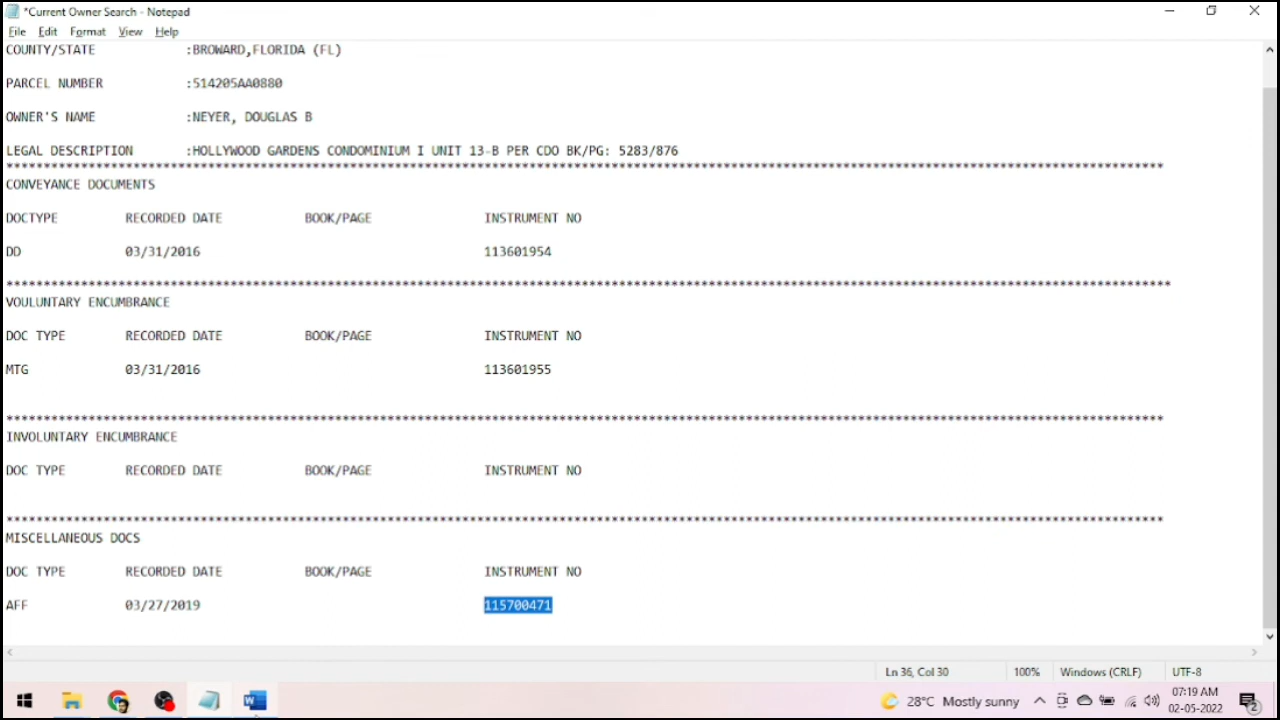 *Current Owner Search - Notepad
File Edit Format View Help
COUNTY/STATE :BROWARD,FLORIDA (FL)
PARCEL NUMBER :514205AA0880
OWNER'S NAME :NEYER, DOUGLAS B
LEGAL DESCRIPTION :HOLLYWOOD GARDENS CONDOMINIUM I UNIT 13-B PER CDO BK/PG: 5283/876
CONVEYANCE DOCUMENTS
DOCTYPE RECORDED DATE BOOK/PAGE INSTRUMENT NO
DD 03/31/2016 113601954
VOULUNTARY ENCUMBRANCE
DOC TYPE RECORDED DATE BOOK/PAGE INSTRUMENT NO
MTG 03/31/2016 113601955
INVOLUNTARY ENCUMBRANCE
DOC TYPE RECORDED DATE BOOK/PAGE INSTRUMENT NO
MISCELLANEOUS DOCS
DOC TYPE RECORDED DATE BOOK/PAGE INSTRUMENT NO
AFF 03/27/2019 115700471
Ln 36, Col 30 100% Windows (CRLF) UTF-8
28°C Mostly sunny 07:19 AM
02-05-2022
2